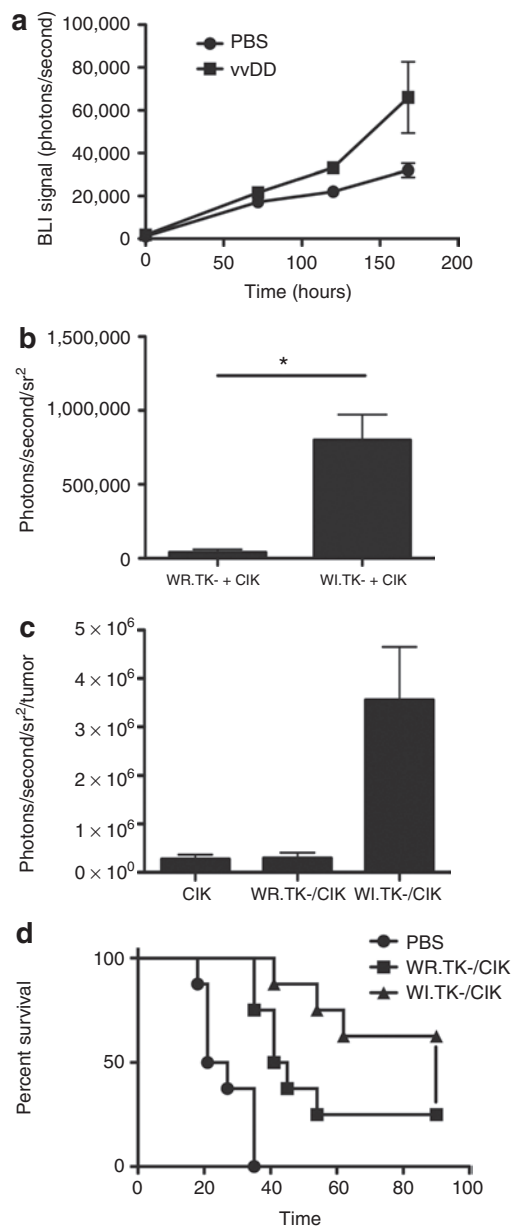 a
100,000
80,000
60,000
40,000
20,000
0
BLI signal (photons/second)
PBS
vvDD
0 50 100 150 200
Time (hours)
b
1,500,000
1,000,000
500,000
0
Photons/second/sr²
*
WR.TK- + CIK WI.TK- + CIK
c
5 × 10⁶
4 × 10⁶
3 × 10⁶
2 × 10⁶
1 × 10⁶
0 × 10⁰
Photons/second/sr²/tumor
CIK WR.TK-/CIK WI.TK-/CIK
d
PBS
WR.TK-/CIK
WI.TK-/CIK
100
50
0
Percent survival
0 20 40 60 80 100
Time